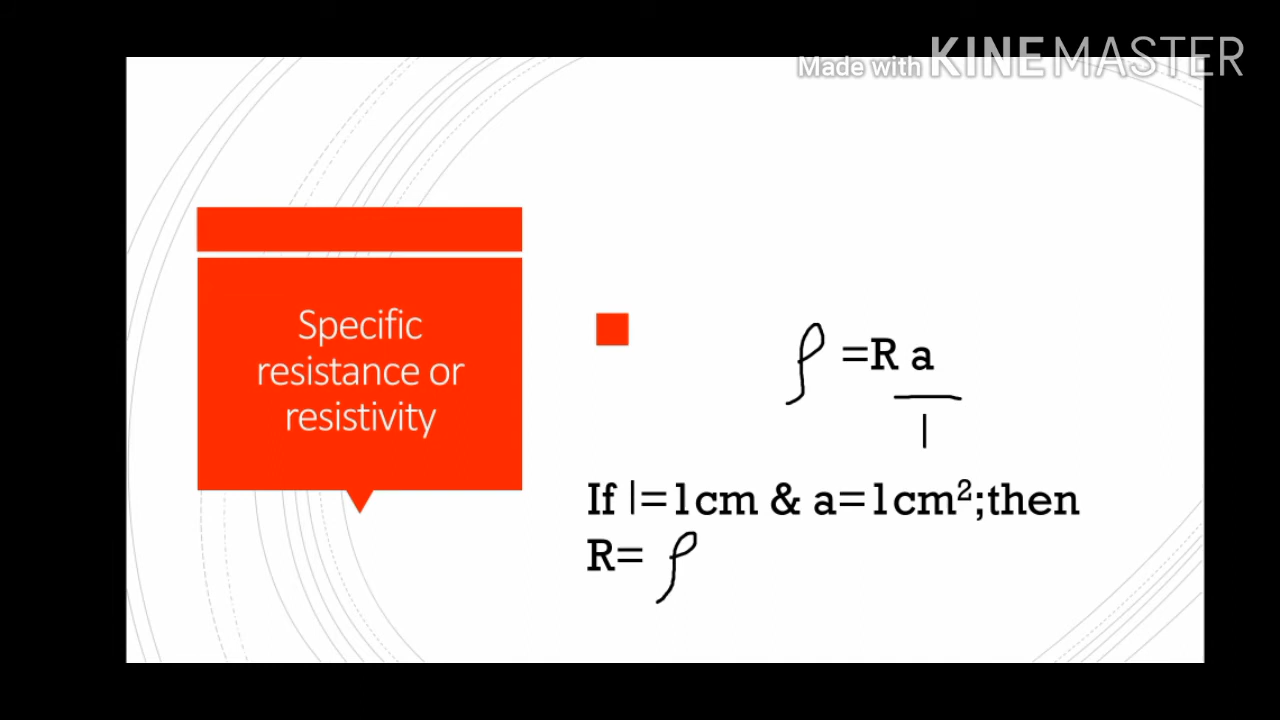 Made with KINEMASTER
Specific
resistance or
resistivity
ρ =R a
l
If l=1cm & a=1cm²;then
R= ρ